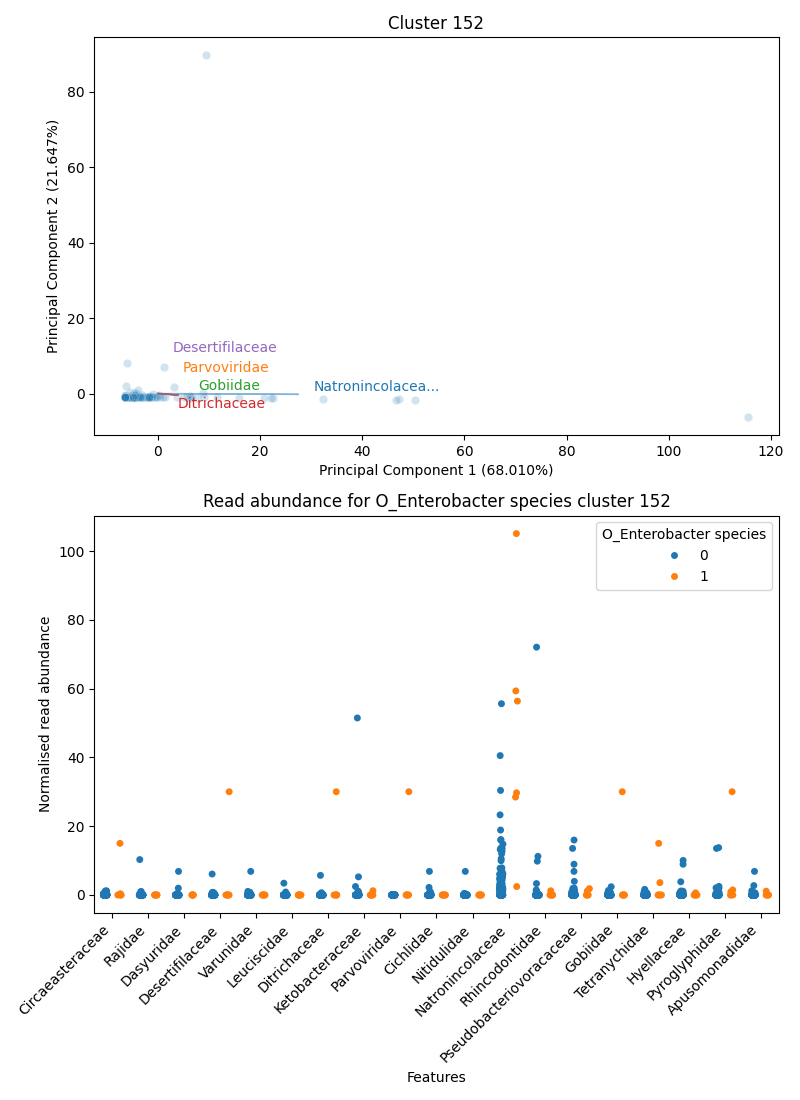 Cluster 152
Principal Component 2 (21.647%)
80
60
40
20
0
Desertifilaceae
Parvoviridae
Gobiidae
Natronincolacea...
Ditrichaceae
0 20 40 60 80 100 120
Principal Component 1 (68.010%)
Read abundance for O_Enterobacter species cluster 152
Normalised read abundance
100
80
60
40
20
0
O_Enterobacter species
0
1
Circaeasteraceae
Rajidae
Dasyuridae
Desertifilaceae
Varunidae
Leuciscidae
Ditrichaceae
Ketobacteraceae
Parvoviridae
Cichlidae
Nitidulidae
Natronincolaceae
Rhincodontidae
Pseudobacteriovoracaceae
Gobiidae
Tetranychidae
Hyellaceae
Pyroglyphidae
Apusomonadidae
Features